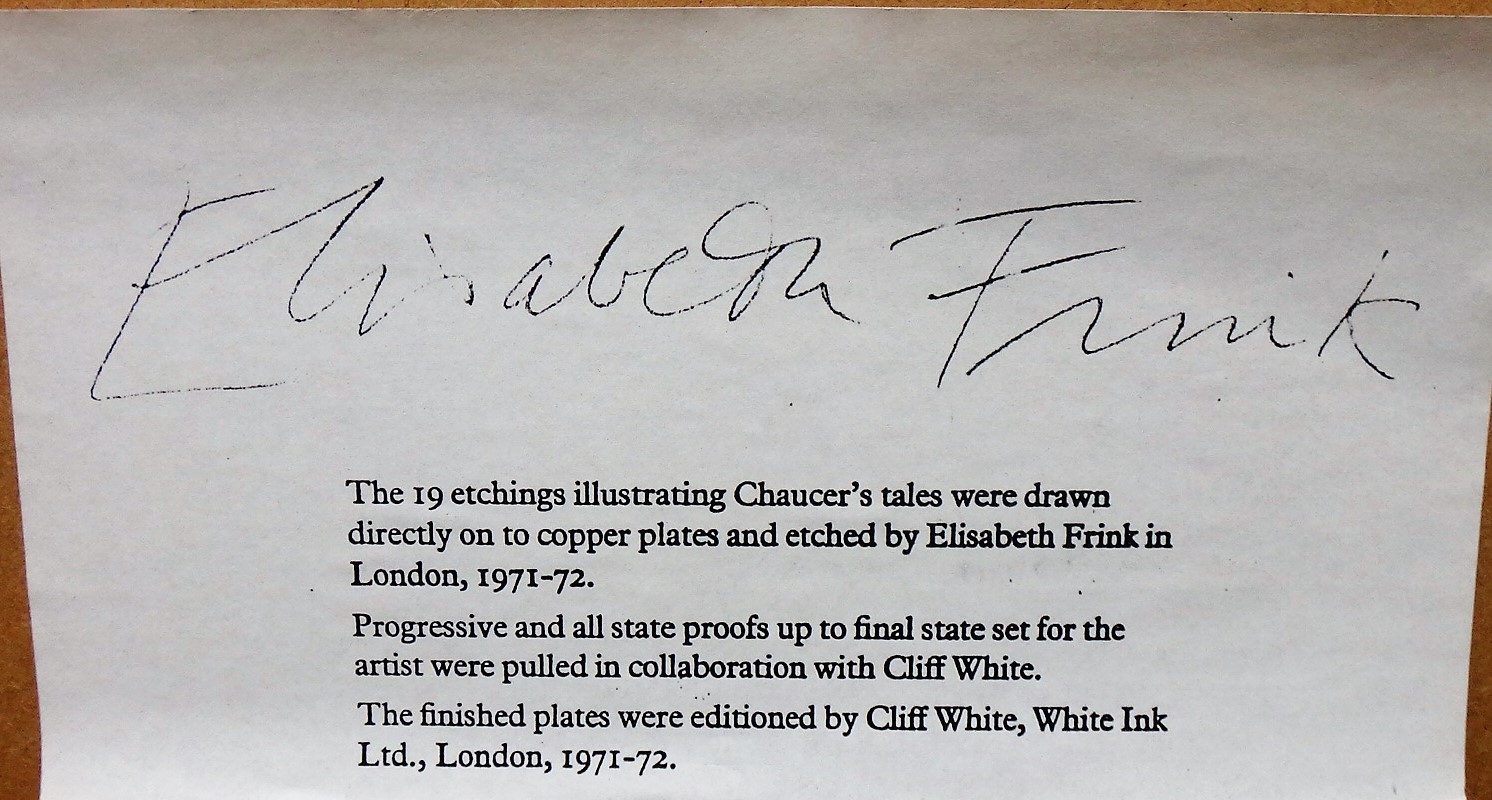 Elisabeth Frink
The 19 etchings illustrating Chaucer’s tales were drawn
directly on to copper plates and etched by Elisabeth Frink in
London, 1971-72.
Progressive and all state proofs up to final state set for the
artist were pulled in collaboration with Cliff White.
The finished plates were editioned by Cliff White, White Ink
Ltd., London, 1971-72.